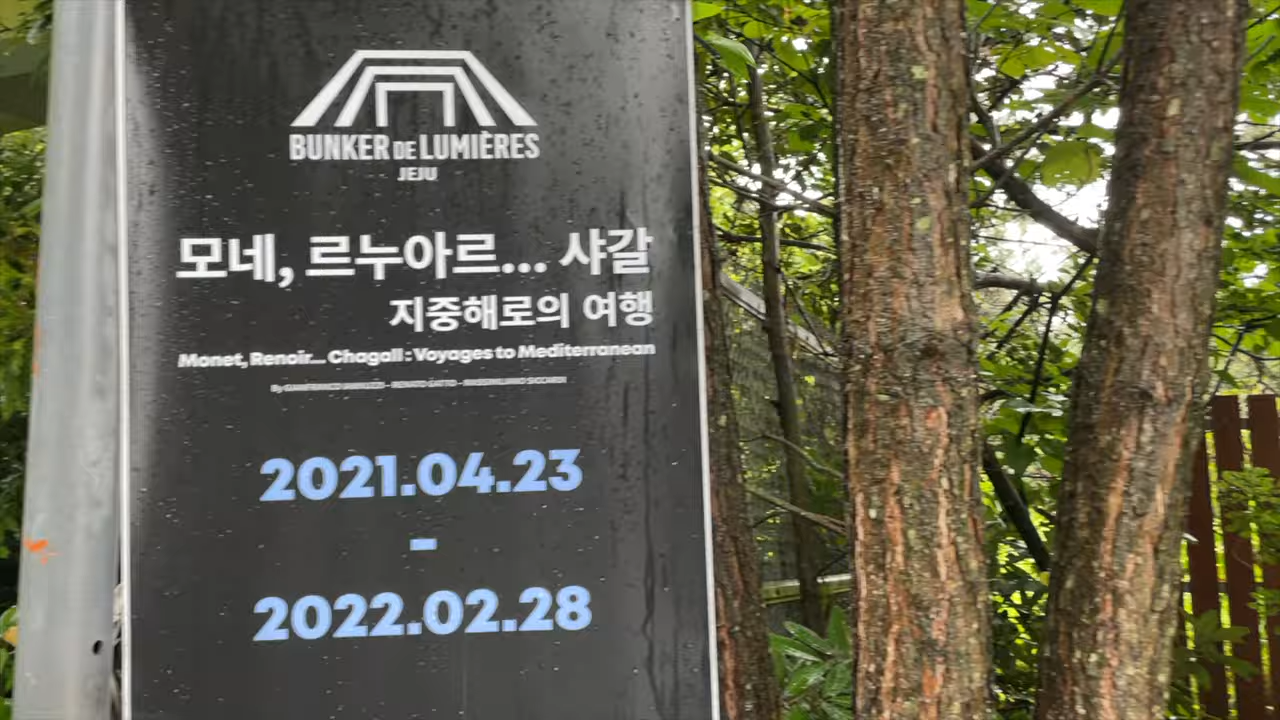 BUNKER DE LUMIÈRES
JEJU
모네, 르누아르... 샤갈
지중해로의 여행
Monet, Renoir... Chagall : Voyages to Mediterranean
2021.04.23
-
2022.02.28